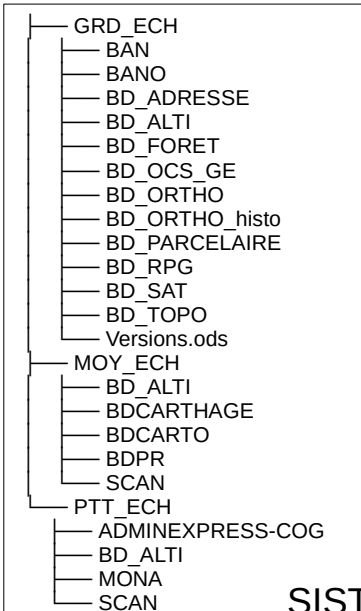 GRD_ECH
BAN
BANO
BD_ADRESSE
BD_ALTI
BD_FORET
BD_OCS_GE
BD_ORTHO
BD_ORTHO_histo
BD_PARCELAIRE
BD_RPG
BD_SAT
BD_TOPO
Versions.ods
MOY_ECH
BD_ALTI
BDCARTHAGE
BDCARTO
BDPR
SCAN
PTT_ECH
ADMINEXPRESS-COG
BD_ALTI
MONA
SCAN
SIST